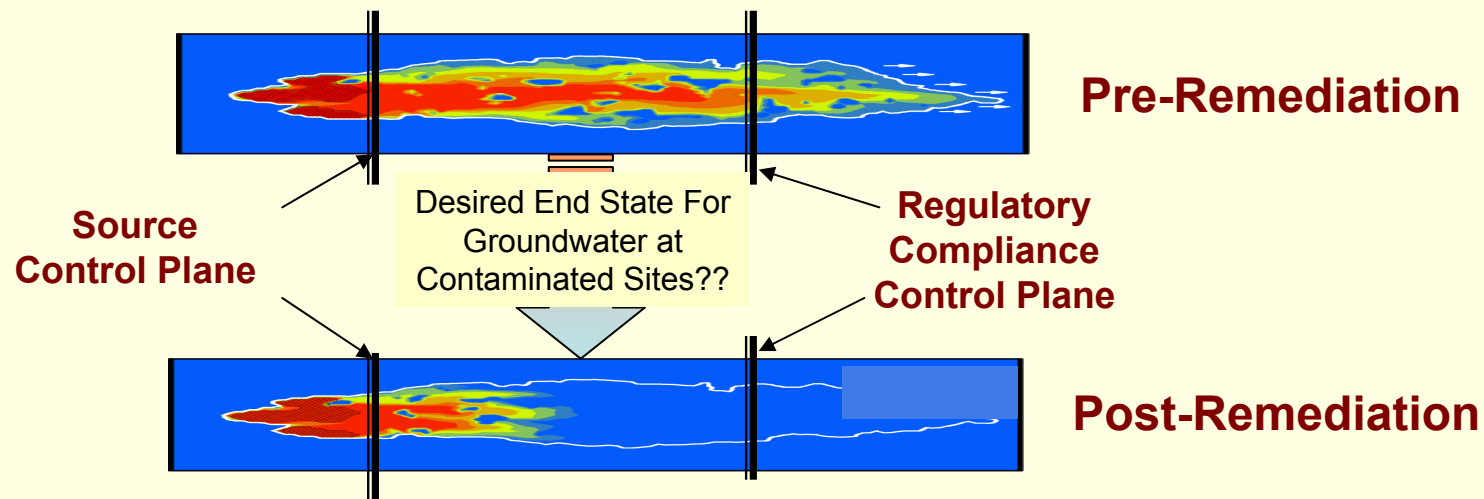 Pre-Remediation
Source
Control Plane
Desired End State For
Groundwater at
Contaminated Sites??
Regulatory
Compliance
Control Plane
Post-Remediation